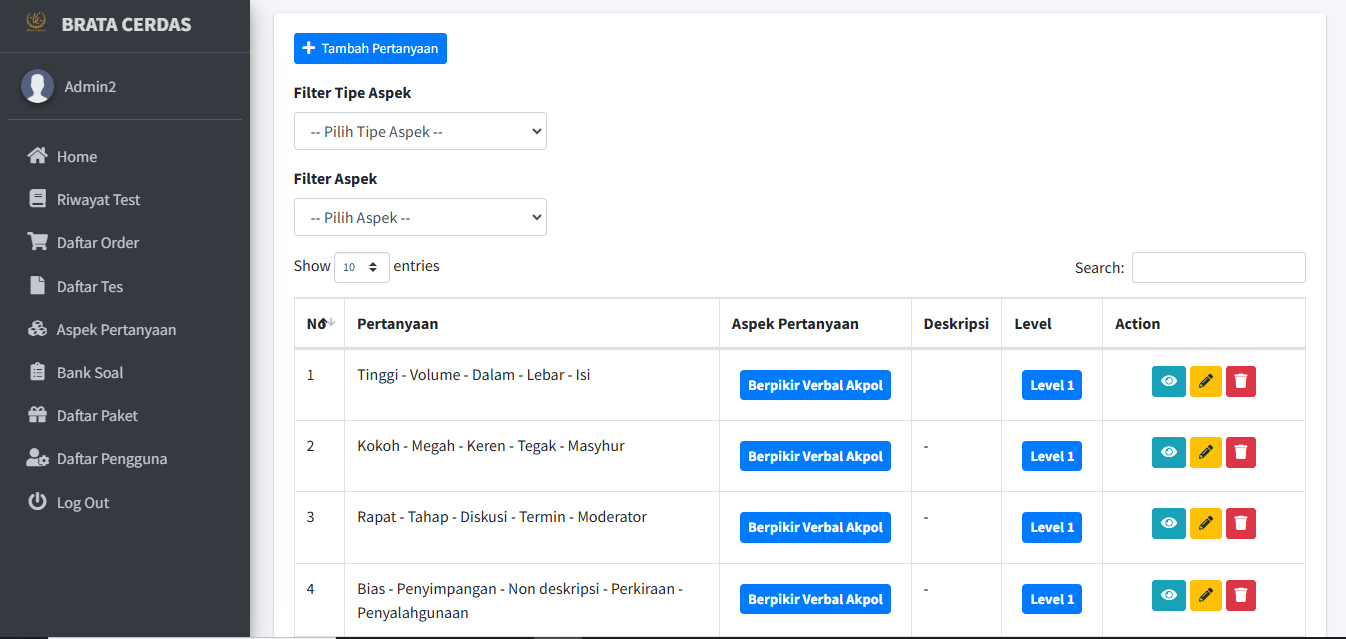 BRATA CERDAS
Admin2
Home
Riwayat Test
Daftar Order
Daftar Tes
Aspek Pertanyaan
Bank Soal
Daftar Paket
Daftar Pengguna
Log Out
Tambah Pertanyaan
Filter Tipe Aspek
-- Pilih Tipe Aspek --
Filter Aspek
-- Pilih Aspek --
Show 10 entries
Search:
No Pertanyaan Aspek Pertanyaan Deskripsi Level Action
1 Tinggi - Volume - Dalam - Lebar - Isi Berpikir Verbal Akpol Level 1
2 Kokoh - Megah - Keren - Tegak - Masyhur Berpikir Verbal Akpol - Level 1
3 Rapat - Tahap - Diskusi - Termin - Moderator Berpikir Verbal Akpol - Level 1
4 Bias - Penyimpangan - Non deskripsi - Perkiraan - Berpikir Verbal Akpol - Level 1
Penyalahgunaan